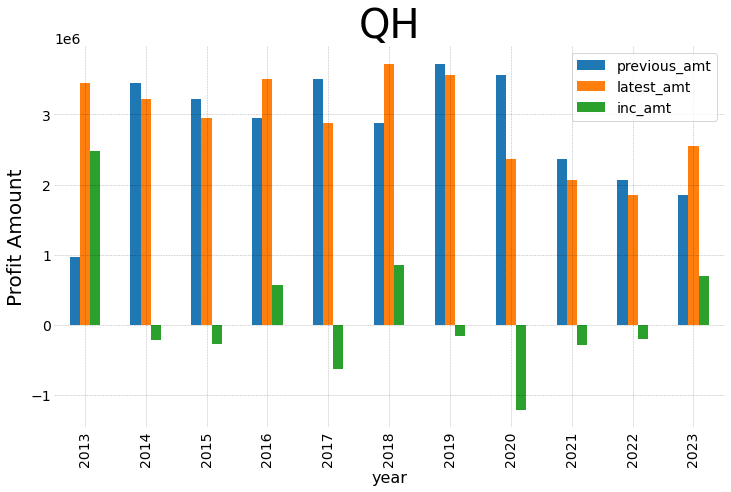 QH
1e6
previous_amt
latest_amt
inc_amt
Profit Amount
3
2
1
0
−1
2013
2014
2015
2016
2017
2018
2019
2020
2021
2022
2023
year